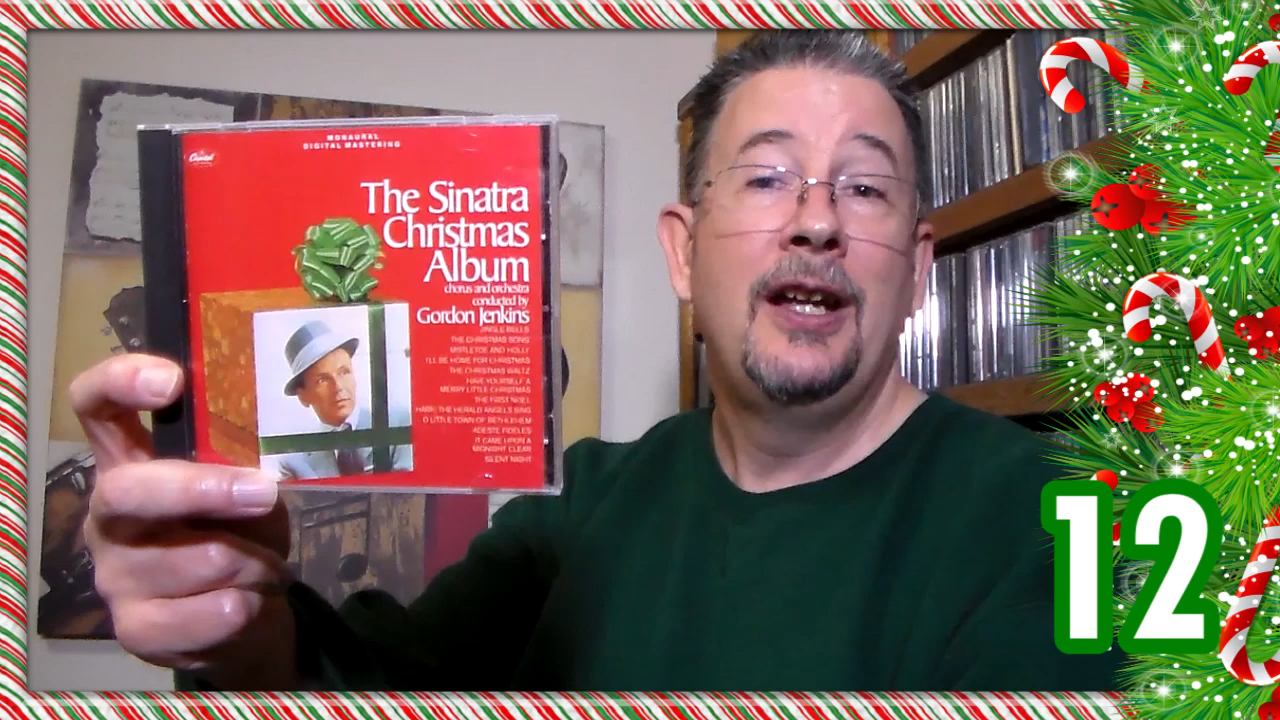 MONAURAL
DIGITAL MASTERING
Capitol
The Sinatra
Christmas
Album
chorus and orchestra
conducted by
Gordon Jenkins
JINGLE BELLS
THE CHRISTMAS SONG
MISTLETOE AND HOLLY
I'LL BE HOME FOR CHRISTMAS
THE CHRISTMAS WALTZ
HAVE YOURSELF A
MERRY LITTLE CHRISTMAS
THE FIRST NOEL
HARK! THE HERALD ANGELS SING
O LITTLE TOWN OF BETHLEHEM
ADESTE FIDELES
IT CAME UPON A
MIDNIGHT CLEAR
SILENT NIGHT
12